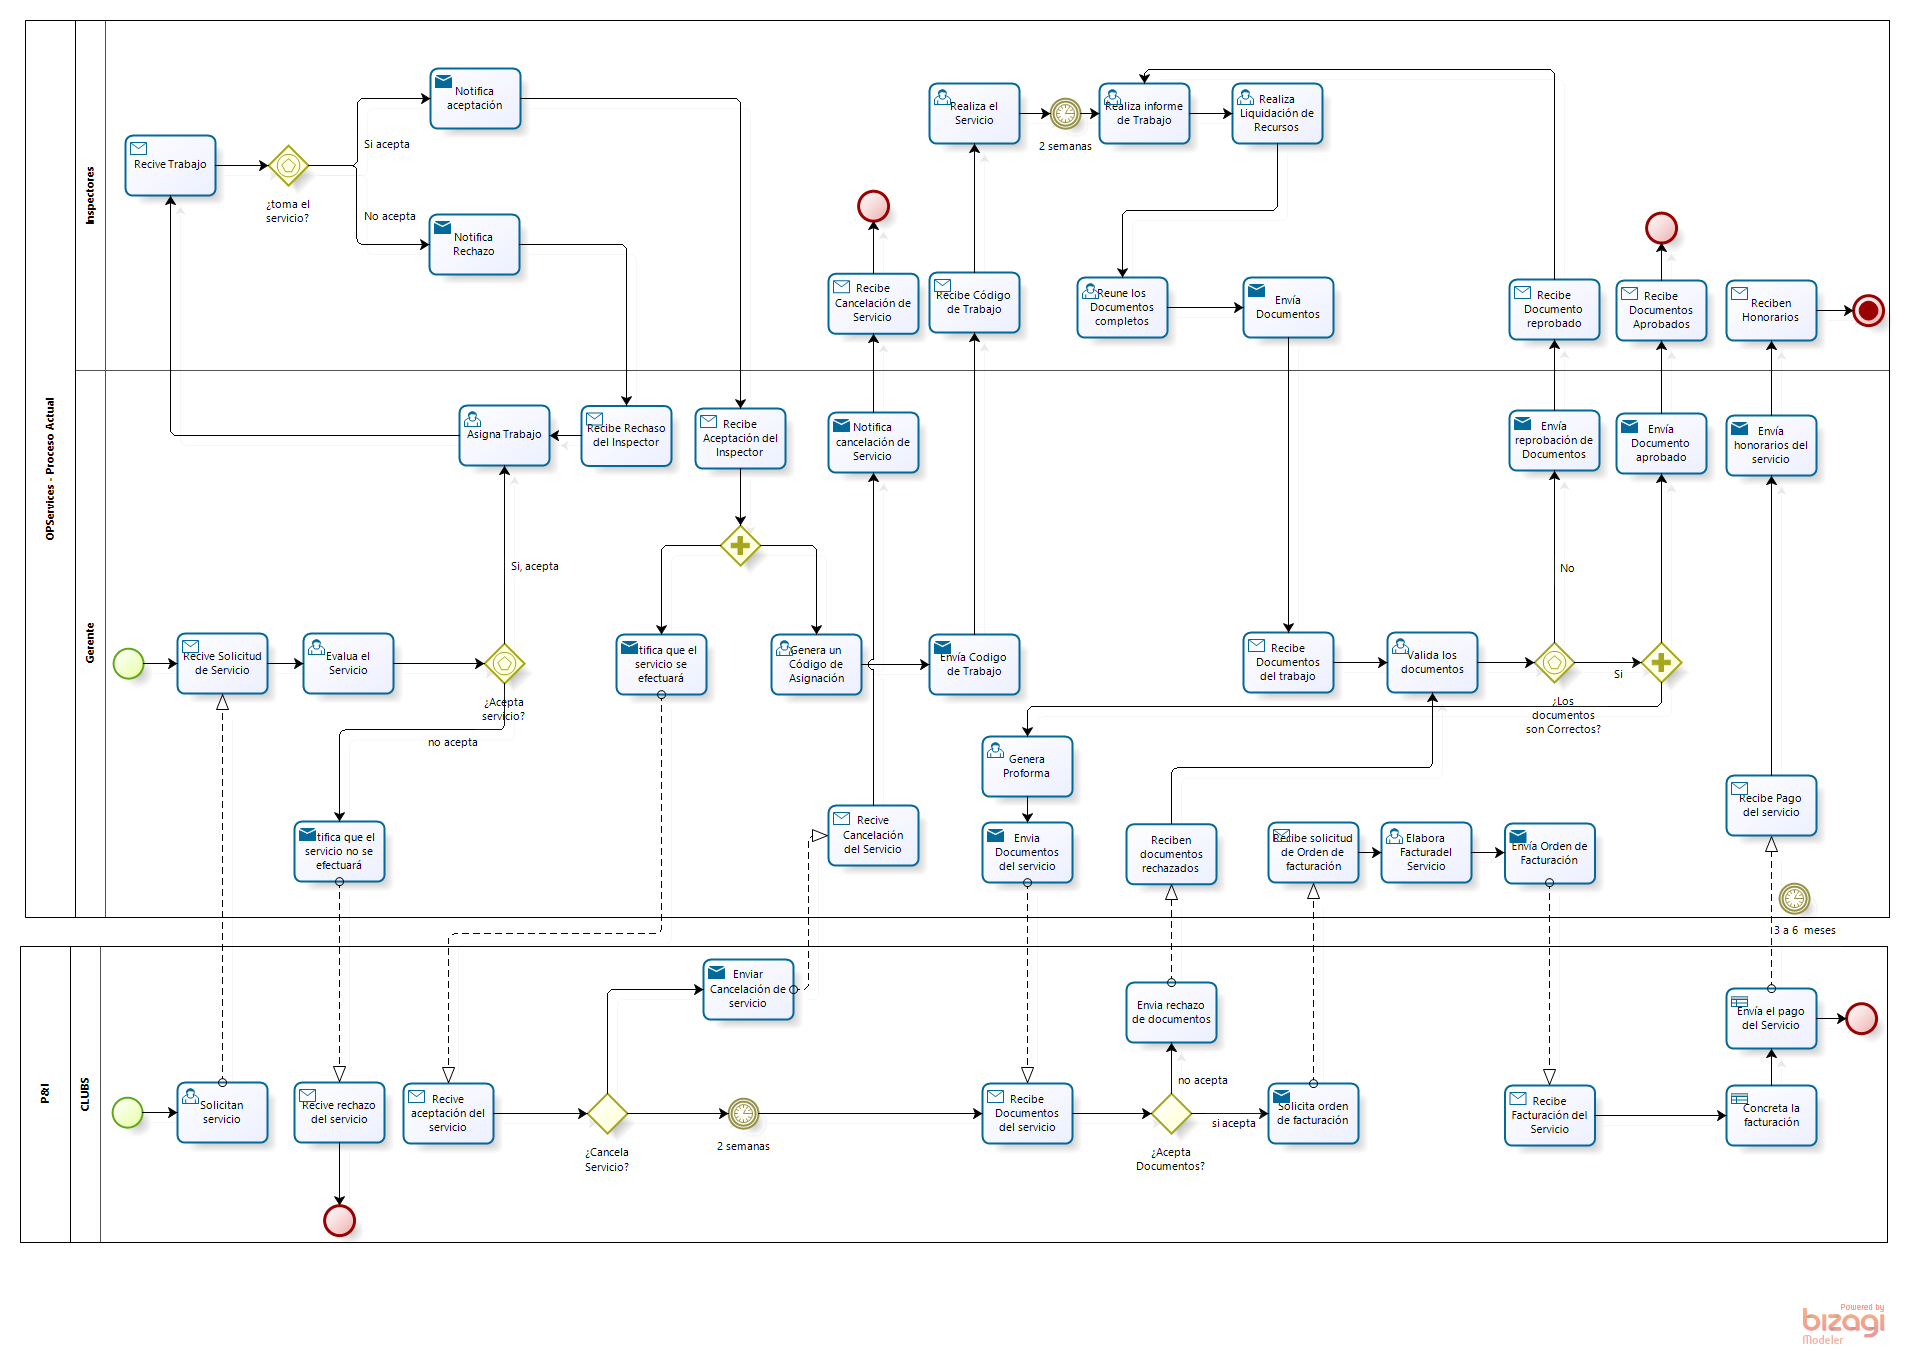 OPServices - Proceso Actual
Inspectores
Notifica
aceptación
Si acepta
Recive Trabajo
¿toma el
servicio?
No acepta
Notifica
Rechazo
Realiza el
Servicio
2 semanas
Realiza informe
de Trabajo
Realiza
Liquidación de
Recursos
Recibe
Cancelación de
Servicio
Recibe Código
de Trabajo
Reune los
Documentos
completos
Envía
Documentos
Recibe
Documento
reprobado
Recibe
Documentos
Aprobados
Reciben
Honorarios
Gerente
Asigna Trabajo
Recibe Rechaso
del Inspector
Recibe
Aceptación del
Inspector
Notifica
cancelación de
Servicio
Envía
reprobación de
Documentos
Envía
Documento
aprobado
Envía
honorarios del
servicio
Si, acepta
No
Recive Solicitud
de Servicio
Evalua el
Servicio
¿Acepta
servicio?
no acepta
tifica que el
servicio se
efectuará
Genera un
Código de
Asignación
Envía Codigo
de Trabajo
Recibe
Documentos
del trabajo
Valida los
documentos
Si
¿Los
documentos
son Correctos?
Genera
Proforma
Recibe Pago
del servicio
tifica que el
servicio no se
efectuará
Recive
Cancelación
del Servicio
Envia
Documentos
del servicio
Reciben
documentos
rechazados
Recibe solicitud
de Orden de
facturación
Elabora
Facturadel
Servicio
Envía Orden de
Facturación
3 a 6 meses
P&I
CLUBS
Enviar
Cancelación de
servicio
Envia rechazo
de documentos
Envía el pago
del Servicio
no acepta
Solicitan
servicio
Recive rechazo
del servicio
Recive
aceptación del
servicio
¿Cancela
Servicio?
2 semanas
Recibe
Documentos
del servicio
¿Acepta
Documentos?
si acepta
Solicita orden
de facturación
Recibe
Facturación del
Servicio
Concreta la
facturación
Powered by
bizagi
Modeler